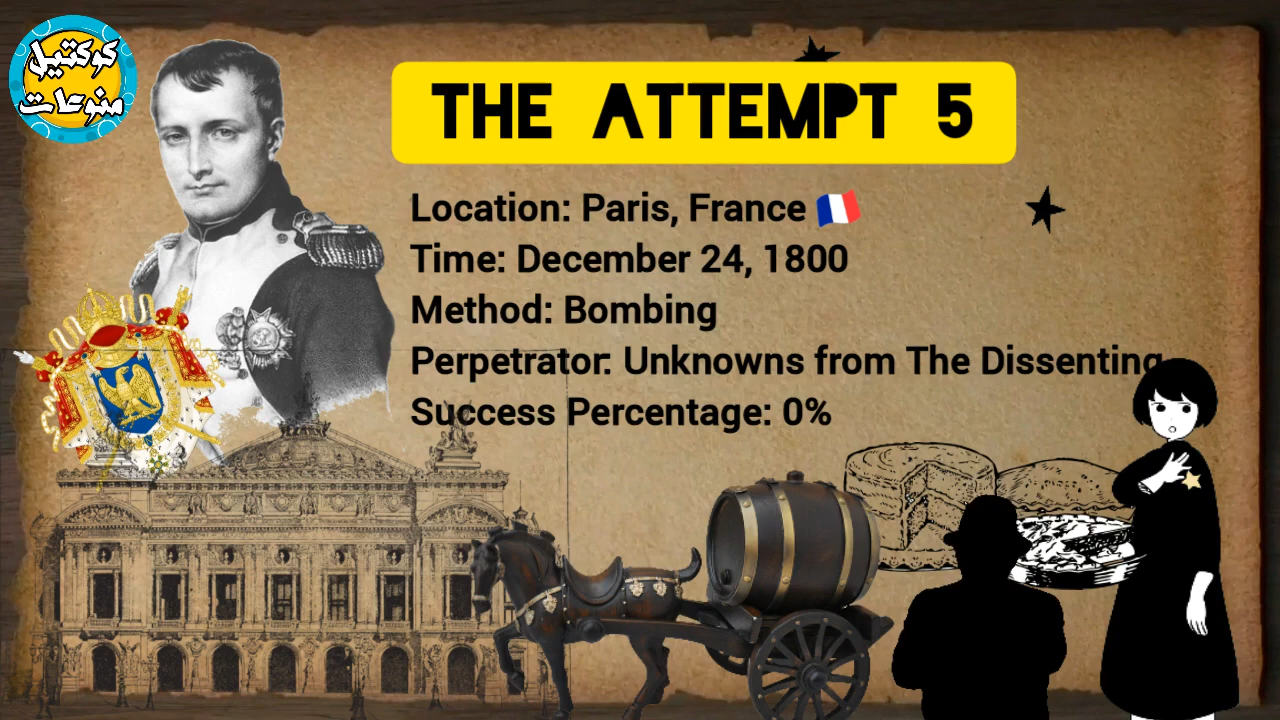 كوكتيل
منوعات
THE ATTEMPT 5
Location: Paris, France 🇫🇷
Time: December 24, 1800
Method: Bombing
Perpetrator: Unknowns from The Dissenting
Success Percentage: 0%